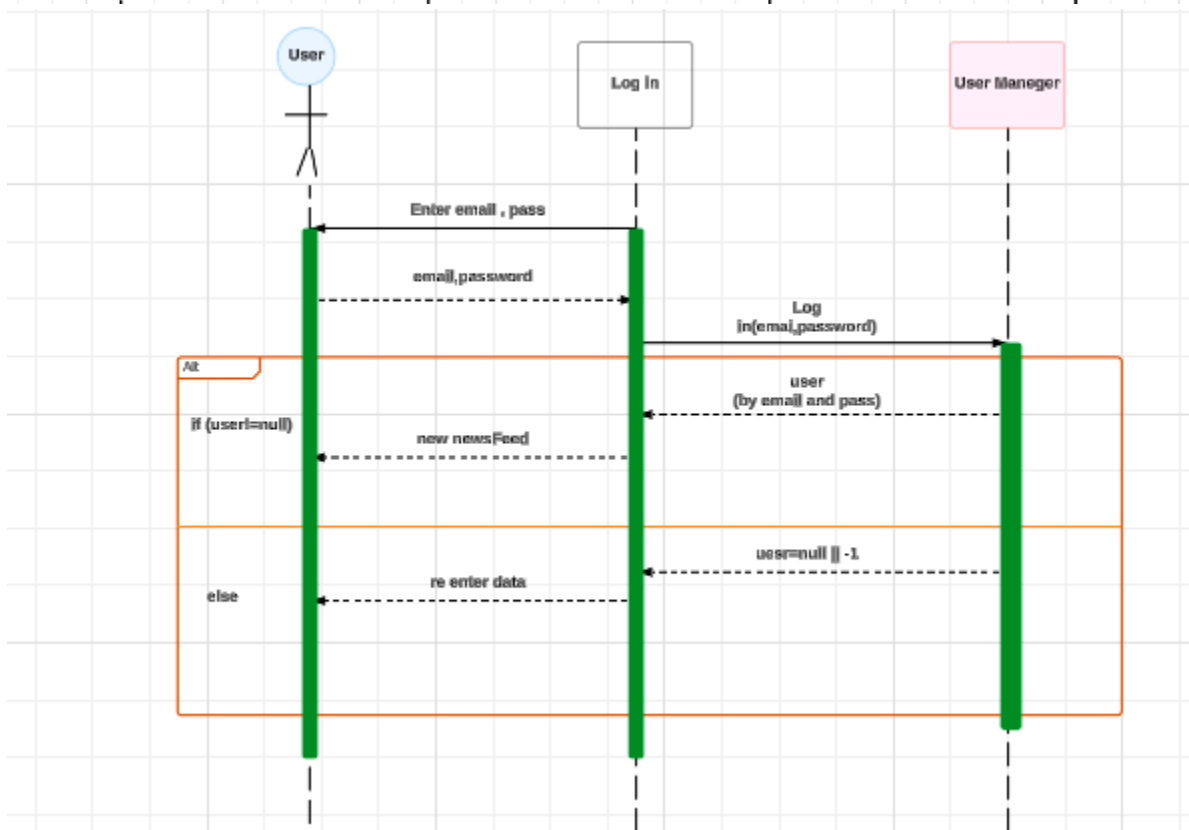 User
Log in
User Maneger
Enter email , pass
email,password
Log
in(emai,password)
Alt
user
(by email and pass)
if (user!=null)
new newsFeed
uesr=null || -1
re enter data
else